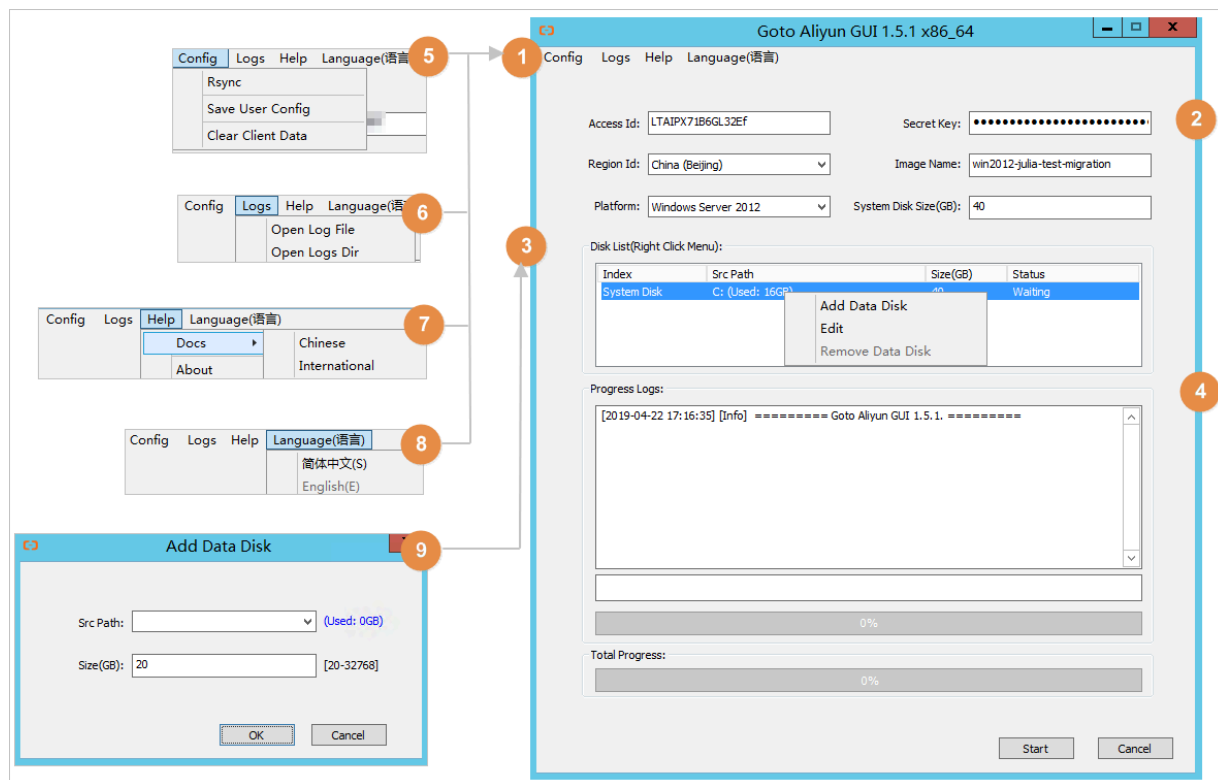 Config Logs Help Language(语言 5
Rsync
Save User Config
Clear Client Data
Config Logs Help Language(语 6
Open Log File
Open Logs Dir
Config Logs Help Language(语言) 7
Docs Chinese
About International
Config Logs Help Language(语言) 8
简体中文(S)
English(E)
Add Data Disk 9
Src Path: (Used: 0GB)
Size(GB): 20 [20-32768]
OK Cancel
Goto Aliyun GUI 1.5.1 x86_64
1 Config Logs Help Language(语言)
Access Id: LTAIPX71B6GL32Ef Secret Key: 2
Region Id: China (Beijing) Image Name: win2012-julia-test-migration
Platform: Windows Server 2012 System Disk Size(GB): 40
3 Disk List(Right Click Menu):
Index Src Path Size(GB) Status
System Disk C: (Used: 16GB) 40 Waiting
Add Data Disk
Edit
Remove Data Disk
Progress Logs: 4
[2019-04-22 17:16:35] [Info] ========= Goto Aliyun GUI 1.5.1. =========
0%
Total Progress:
0%
Start Cancel